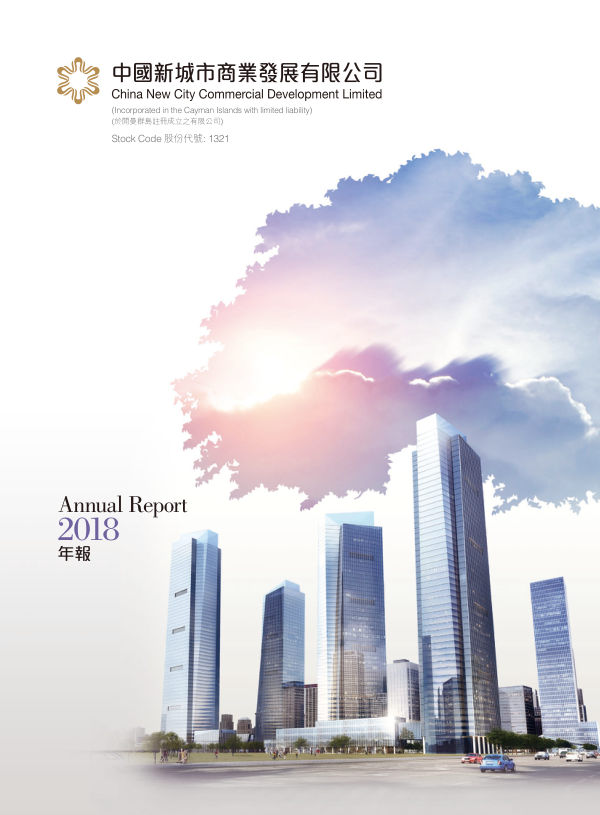 中國新城市商業發展有限公司
China New City Commercial Development Limited
(Incorporated in the Cayman Islands with limited liability)
(於開曼群島註冊成立之有限公司)
Stock Code 股份代號: 1321
Annual Report
2018
年報